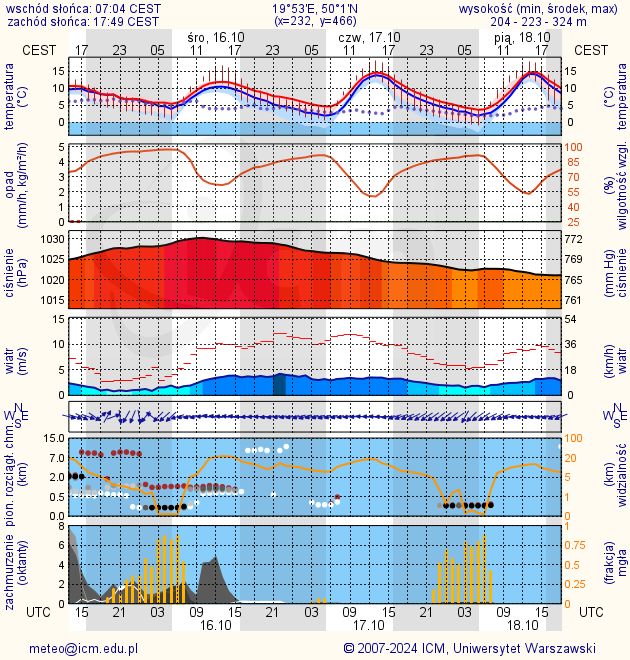 wschód słońca: 07:04 CEST 19°53'E, 50°1'N wysokość (min, środek, max)
zachód słońca: 17:49 CEST (x=232, y=466) 204 - 223 - 324 m
śro, 16.10 czw, 17.10 pią, 18.10
CEST 17 23 05 11 17 23 05 11 17 23 05 11 17 CEST
temperatura (°C) 15 10 5 0 15 10 5 0 temperatura (°C)
opad (mm/h, kg/m²/h) 5 4 3 2 1 0 100 85 70 55 40 25 (%) wilgotność wzgl.
ciśnienie (hPa) 1030 1025 1020 1015 772 769 765 761 (mm Hg) ciśnienie
wiatr (m/s) 15 10 5 0 54 36 18 0 (km/h) wiatr
N W E S N W E S
pion. rozciągł. chm. (km) 15.0 7.0 2.0 0.5 0.0 100 20 5 1 0 (km) widzialność
zachmurzenie (oktanty) 8 6 4 2 0 1 0.75 0.5 0.25 0 (frakcja) mgła
UTC 15 21 03 09 15 21 03 09 15 21 03 09 15 UTC
16.10 17.10 18.10
meteo@icm.edu.pl © 2007-2024 ICM, Uniwersytet Warszawski